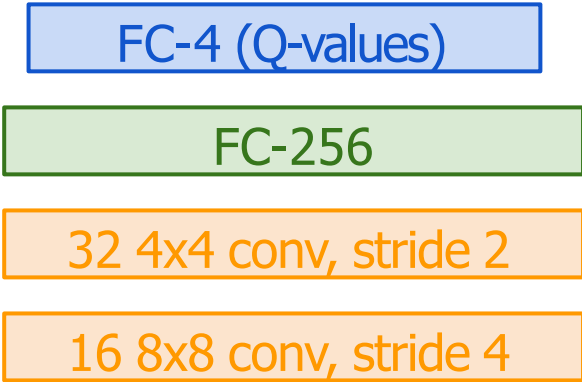 FC-4 (Q-values)
FC-256
32 4x4 conv, stride 2
16 8x8 conv, stride 4